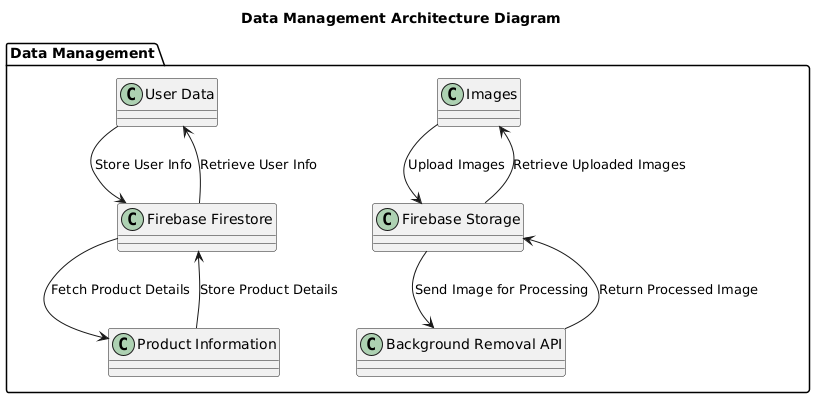 Data Management Architecture Diagram
Data Management
C User Data
C Images
Store User Info
Retrieve User Info
Upload Images
Retrieve Uploaded Images
C Firebase Firestore
C Firebase Storage
Fetch Product Details
Store Product Details
Send Image for Processing
Return Processed Image
C Product Information
C Background Removal API